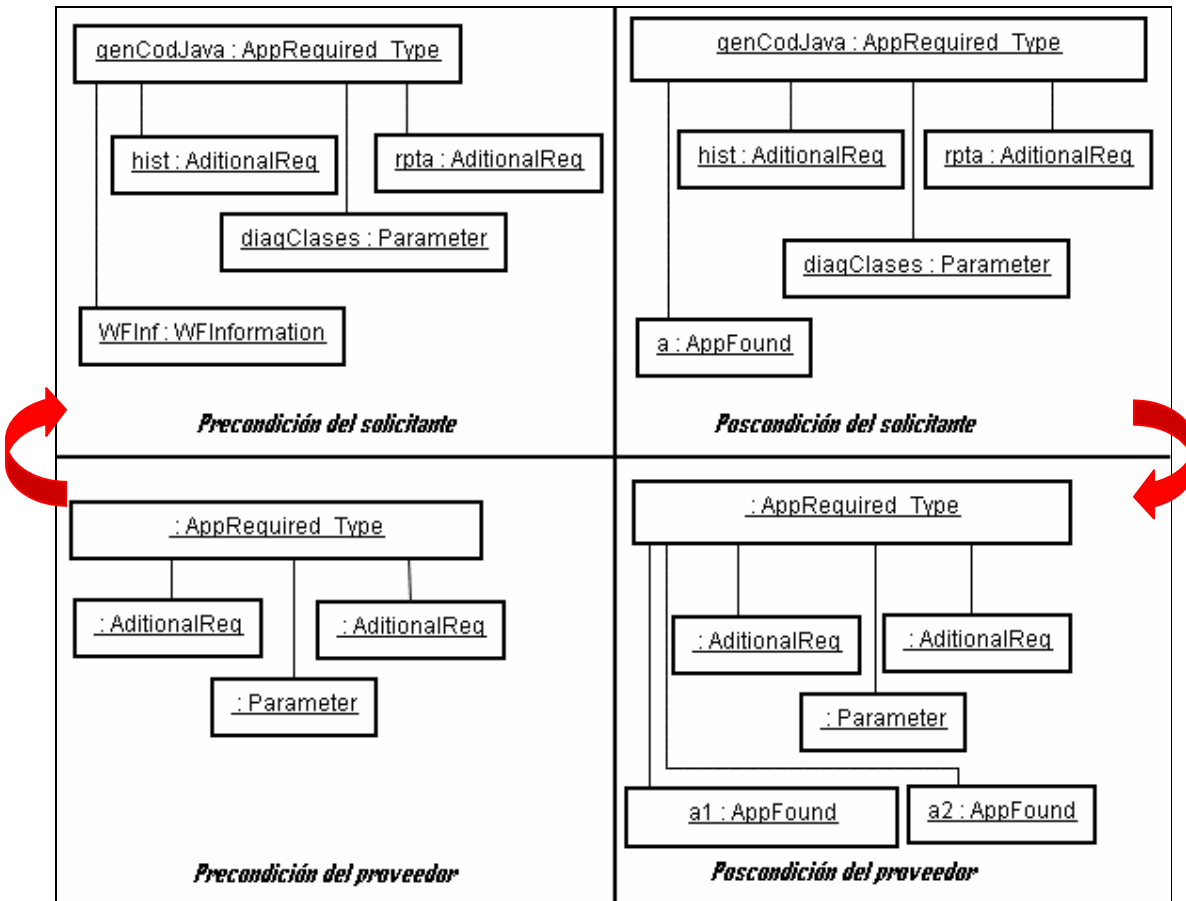 genCodJava : AppRequired_Type
hist : AditionalReq
rpta : AditionalReq
diagClases : Parameter
WFInf : WFInformation
Precondición del solicitante
genCodJava : AppRequired_Type
hist : AditionalReq
rpta : AditionalReq
diagClases : Parameter
a : AppFound
Poscondición del solicitante
: AppRequired_Type
: AditionalReq
: AditionalReq
: Parameter
Precondición del proveedor
: AppRequired_Type
: AditionalReq
: AditionalReq
: Parameter
a1 : AppFound
a2 : AppFound
Poscondición del proveedor